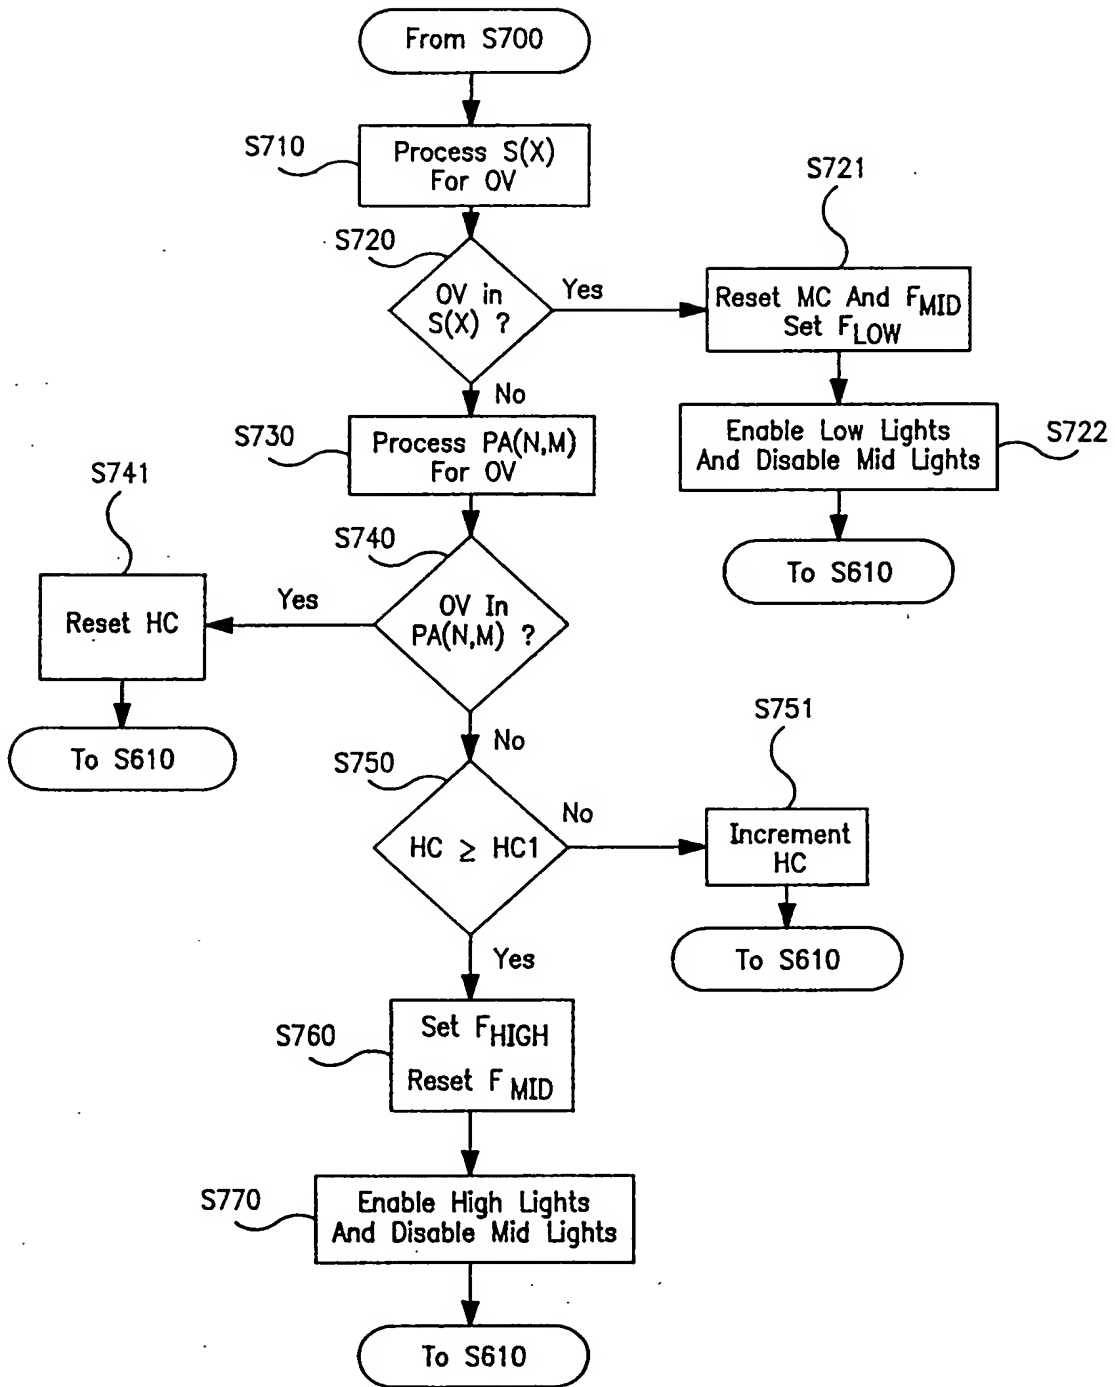 From S700
S710
Process S(X)
For OV
S720
OV in
S(X) ?
Yes
S721
Reset MC And FMID
Set FLOW
No
S722
Enable Low Lights
And Disable Mid Lights
To S610
S730
Process PA(N,M)
For OV
S740
OV In
PA(N,M) ?
Yes
S741
Reset HC
To S610
No
S750
HC ≥ HC1
No
S751
Increment
HC
To S610
Yes
S760
Set FHIGH
Reset F MID
S770
Enable High Lights
And Disable Mid Lights
To S610